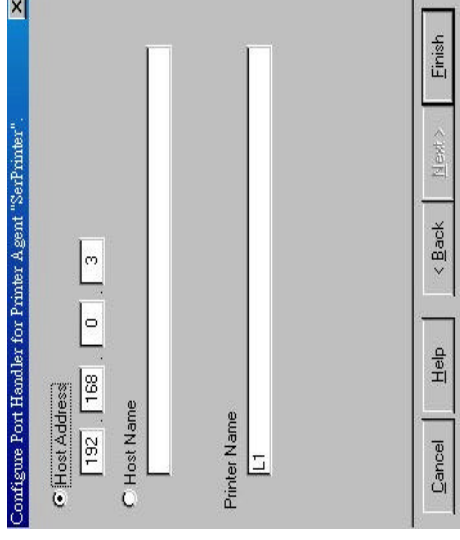 Configure Port Handler for Printer Agent "SerPrinter".
Host Address
192 . 168 . 0 . 3
Host Name
Printer Name
L1
Cancel Help < Back Next > Finish